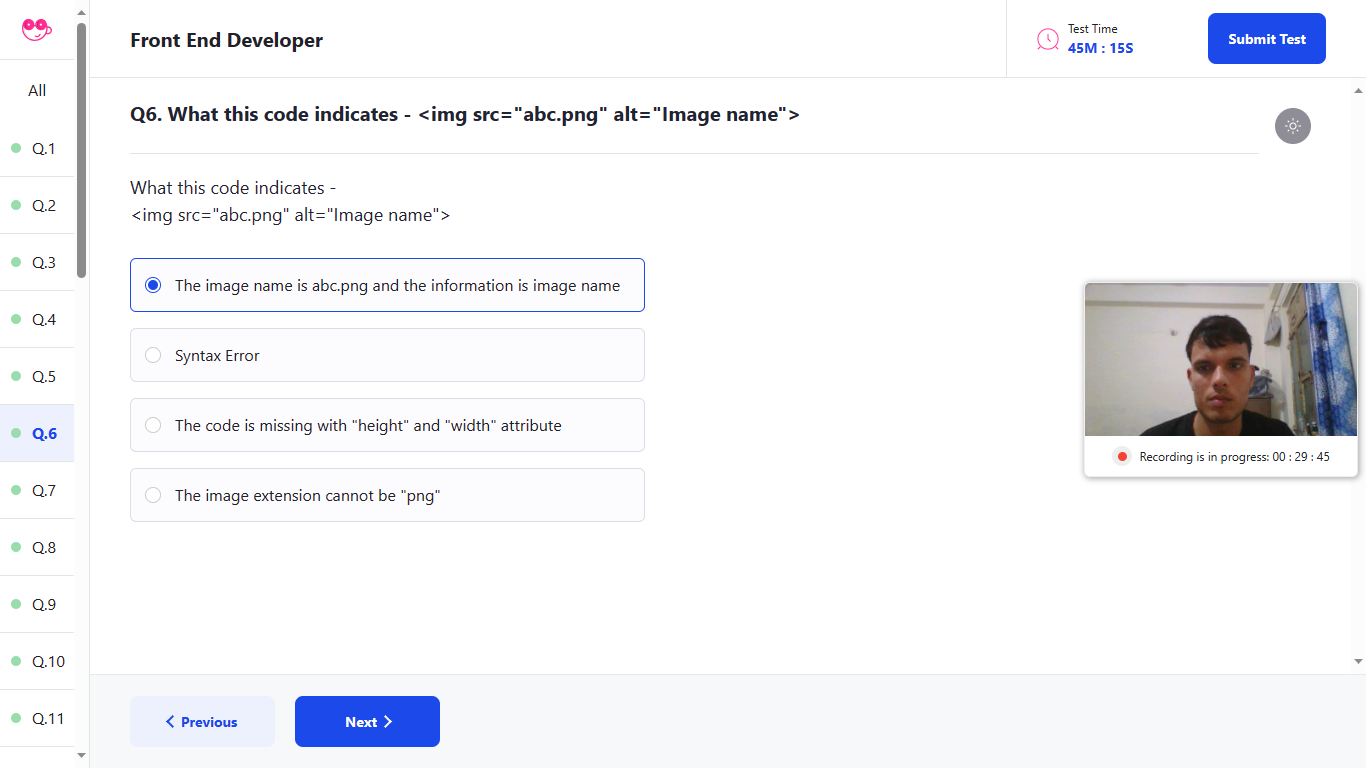 Front End Developer
Test Time
45M : 15S
Submit Test
All
Q.1
Q.2
Q.3
Q.4
Q.5
Q.6
Q.7
Q.8
Q.9
Q.10
Q.11
Q6. What this code indicates - <img src="abc.png" alt="Image name">
What this code indicates -
<img src="abc.png" alt="Image name">
The image name is abc.png and the information is image name
Syntax Error
The code is missing with "height" and "width" attribute
The image extension cannot be "png"
Recording is in progress: 00 : 29 : 45
Previous
Next